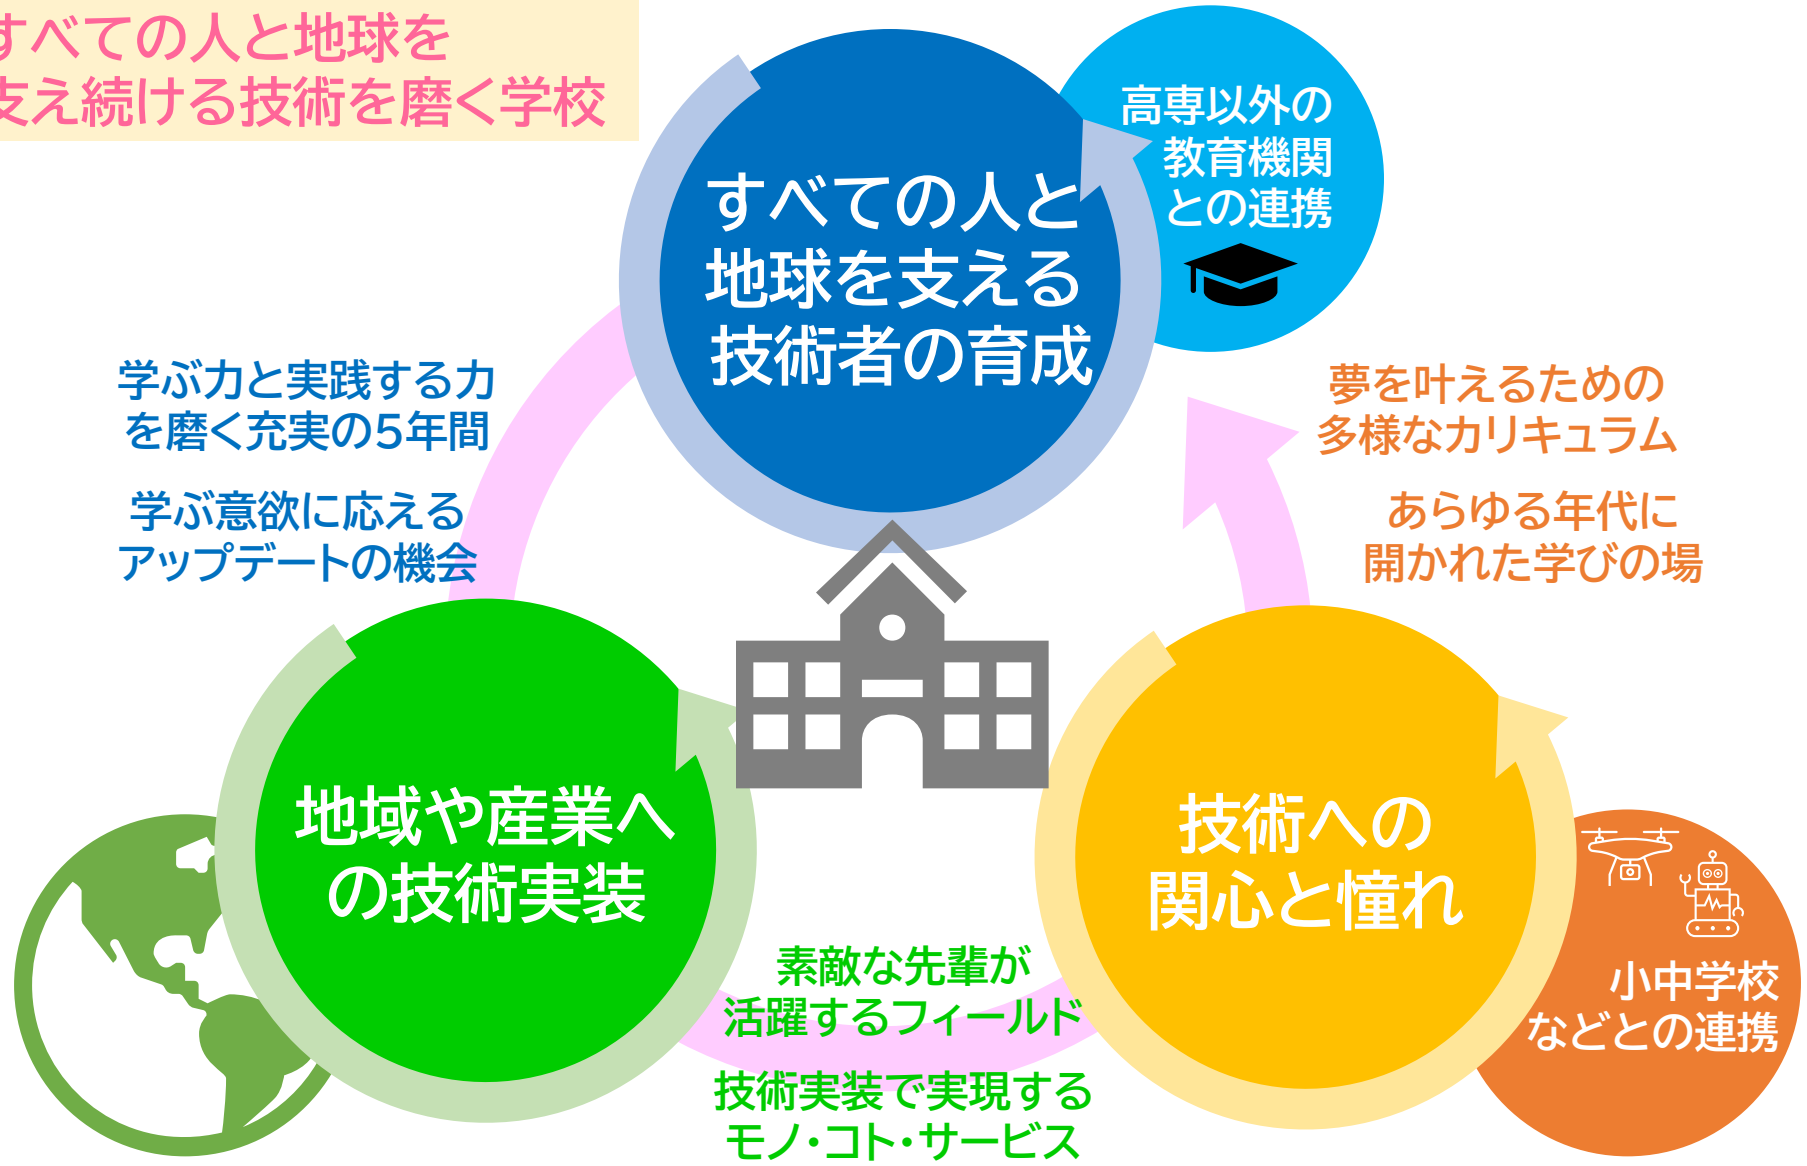 すべての人と地球を
支え続ける技術を磨く学校
高専以外の
教育機関
との連携
すべての人と
地球を支える
技術者の育成
学ぶ力と実践する力
を磨く充実の5年間
学ぶ意欲に応える
アップデートの機会
夢を叶えるための
多様なカリキュラム
あらゆる年代に
開かれた学びの場
地域や産業へ
の技術実装
技術への
関心と憧れ
素敵な先輩が
活躍するフィールド
技術実装で実現する
モノ・コト・サービス
小中学校
などとの連携